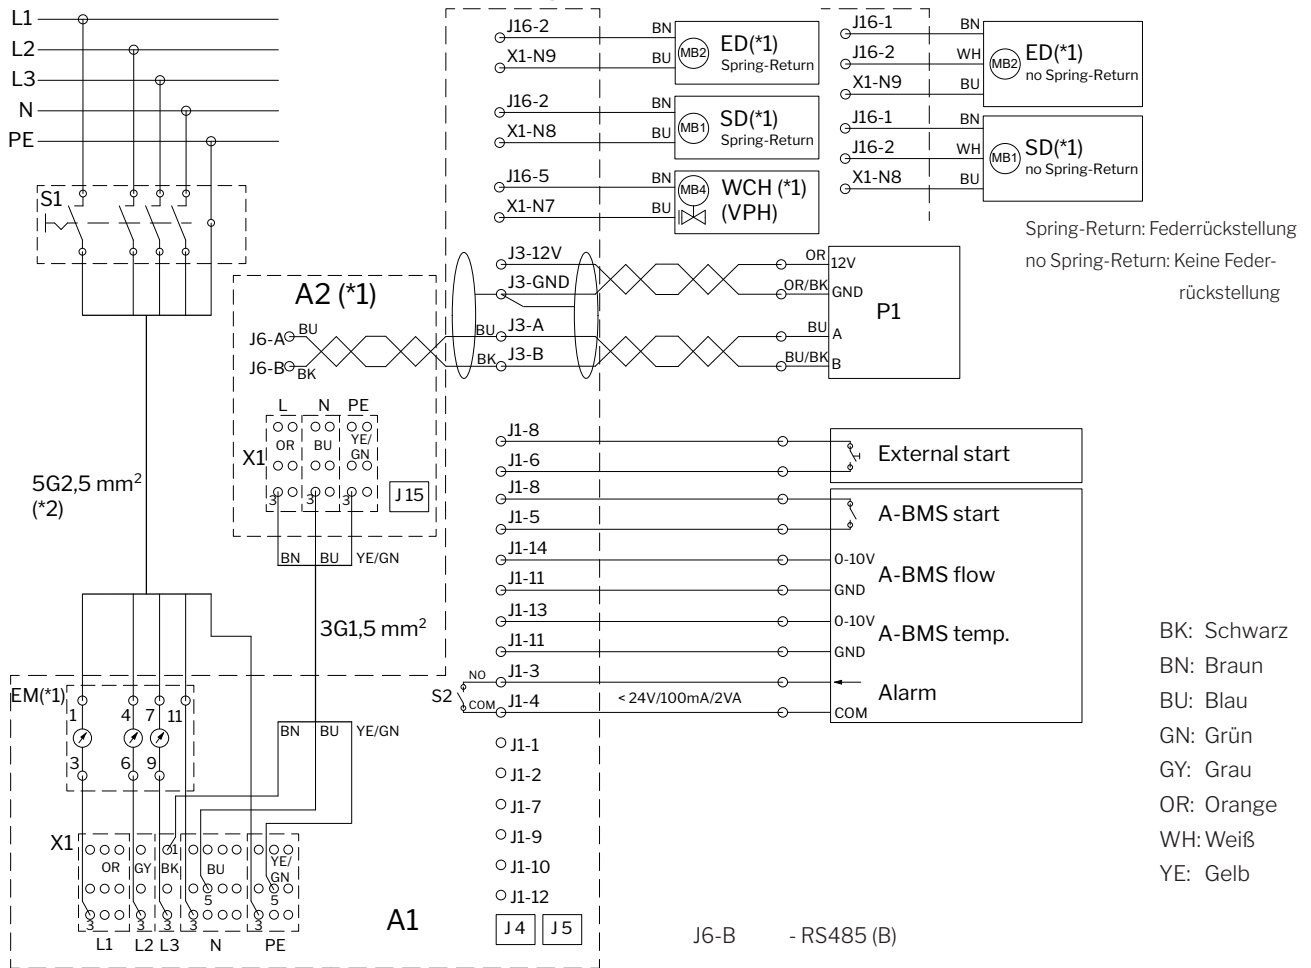 L1
L2
L3
N
PE
S1
5G2,5 mm²
(*2)
A2 (*1)
J6-A
BU
J6-B
BK
L N PE
X1
OR
BU
YE/
GN
3
3
3
J 15
BN BU YE/GN
3G1,5 mm²
EM(*1)
1 4 7 11
3 6 9
BN BU YE/GN
X1
1
OR GY BK BU YE/
GN
5 5
3 3 3 3 3
L1 L2 L3 N PE
A1
J16-2 BN
X1-N9 BU
MB2
ED(*1)
Spring-Return
J16-2 BN
X1-N8 BU
MB1
SD(*1)
Spring-Return
J16-5 BN
X1-N7 BU
MB4
WCH (*1)
(VPH)
J16-1 BN
J16-2 WH
X1-N9 BU
MB2
ED(*1)
no Spring-Return
J16-1 BN
J16-2 WH
X1-N8 BU
MB1
SD(*1)
no Spring-Return
Spring-Return: Federrückstellung
no Spring-Return: Keine Feder-
rückstellung
J3-12V OR 12V
J3-GND OR/BK GND
BU J3-A BU A
BK J3-B BU/BK B
P1
J1-8
J1-6
External start
J1-8
J1-5
A-BMS start
J1-14 0-10V
J1-11 GND
A-BMS flow
J1-13 0-10V
J1-11 GND
A-BMS temp.
S2
NO J1-3
COM J1-4 < 24V/100mA/2VA COM
Alarm
J1-1
J1-2
J1-7
J1-9
J1-10
J1-12
J 4 J 5
J6-B - RS485 (B)
BK: Schwarz
BN: Braun
BU: Blau
GN: Grün
GY: Grau
OR: Orange
WH: Weiß
YE: Gelb